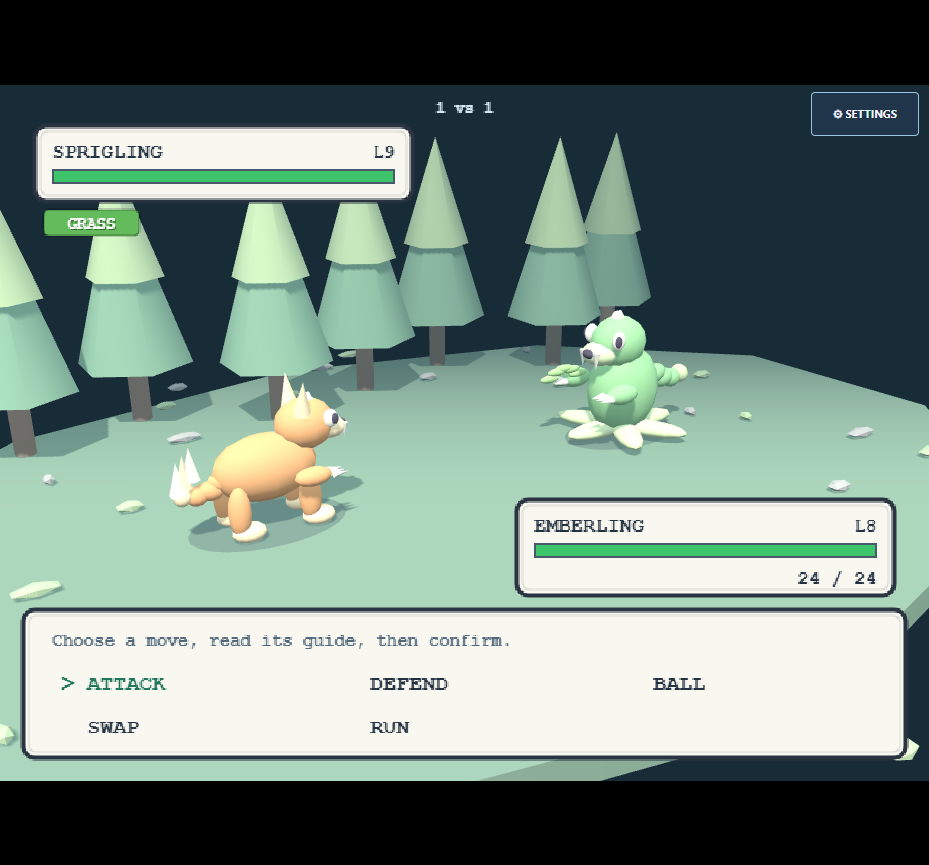 1 vs 1
⚙ SETTINGS
SPRIGLING L9
GRASS
EMBERLING L8
24 / 24
Choose a move, read its guide, then confirm.
> ATTACK DEFEND BALL
SWAP RUN